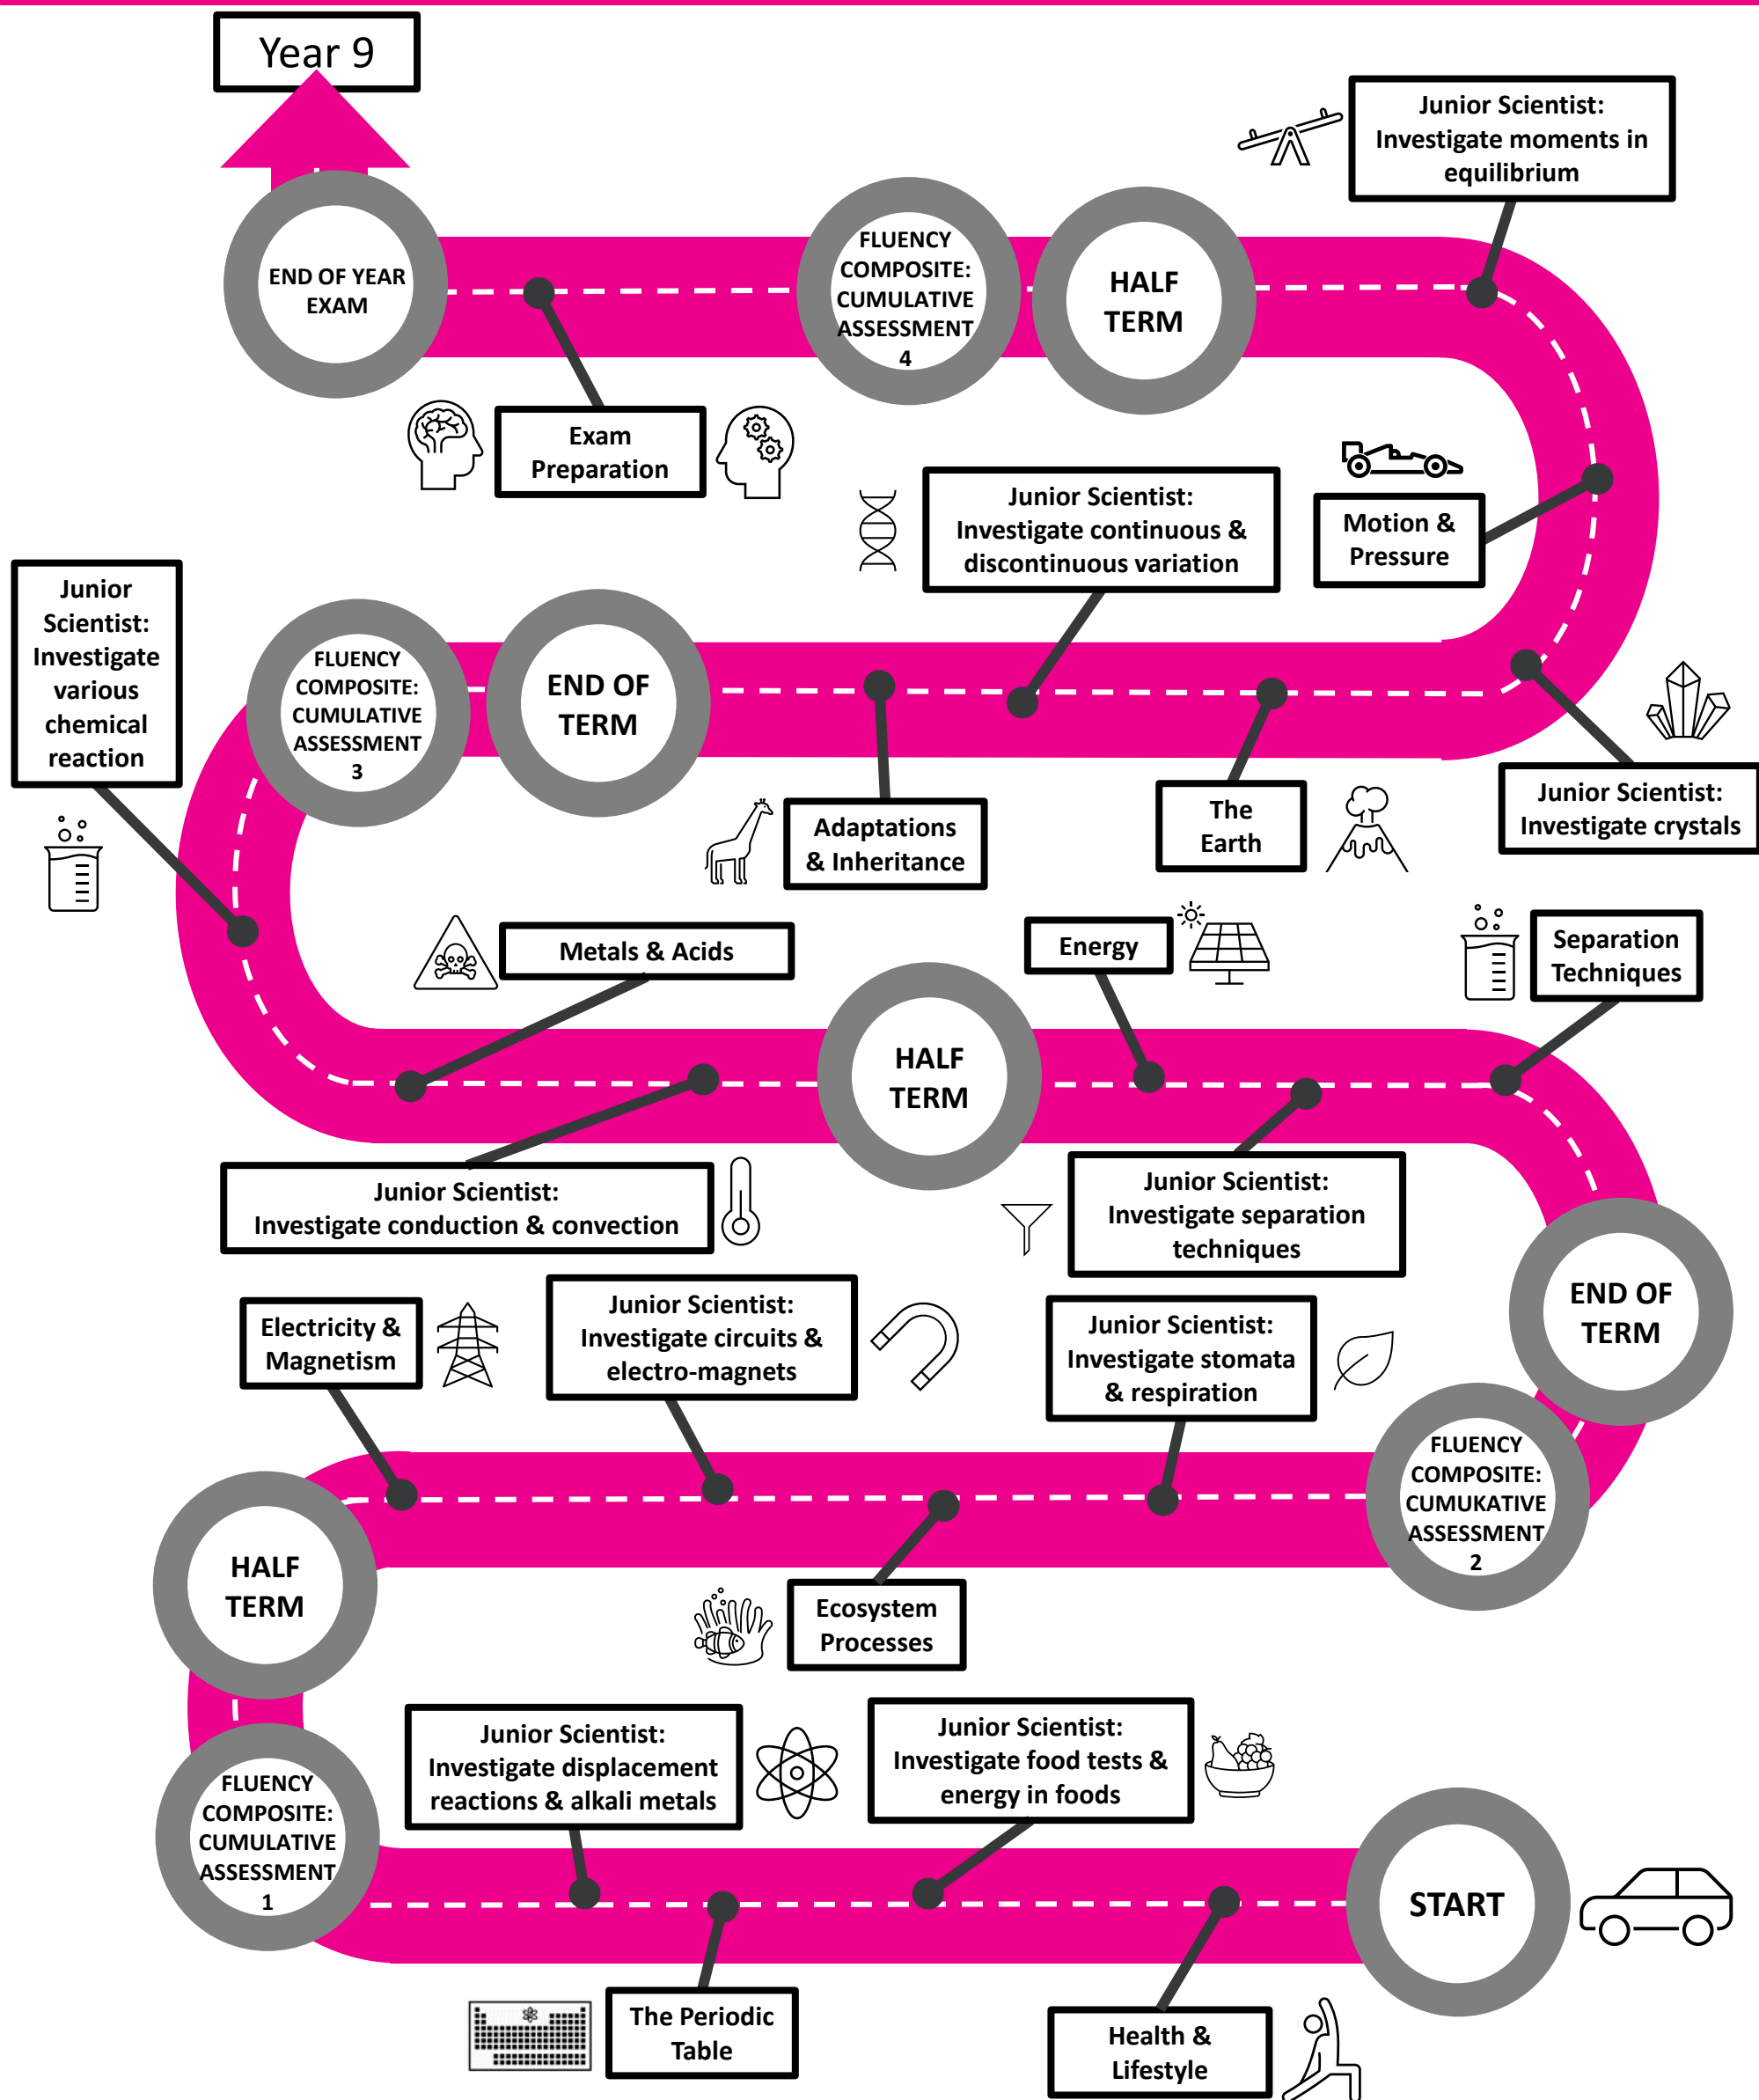 Year 9
Junior Scientist:
Investigate moments in
equilibrium
END OF YEAR
EXAM
FLUENCY
COMPOSITE:
CUMULATIVE
ASSESSMENT
4
HALF
TERM
Exam
Preparation
Junior Scientist:
Investigate continuous &
discontinuous variation
Motion &
Pressure
Junior
Scientist:
Investigate
various
chemical
reaction
FLUENCY
COMPOSITE:
CUMULATIVE
ASSESSMENT
3
END OF
TERM
Adaptations
& Inheritance
The
Earth
Junior Scientist:
Investigate crystals
Metals & Acids
Energy
Separation
Techniques
HALF
TERM
Junior Scientist:
Investigate conduction & convection
Junior Scientist:
Investigate separation
techniques
END OF
TERM
Electricity &
Magnetism
Junior Scientist:
Investigate circuits &
electro-magnets
Junior Scientist:
Investigate stomata
& respiration
FLUENCY
COMPOSITE:
CUMUKATIVE
ASSESSMENT
2
HALF
TERM
Ecosystem
Processes
Junior Scientist:
Investigate displacement
reactions & alkali metals
Junior Scientist:
Investigate food tests &
energy in foods
FLUENCY
COMPOSITE:
CUMULATIVE
ASSESSMENT
1
START
The Periodic
Table
Health &
Lifestyle